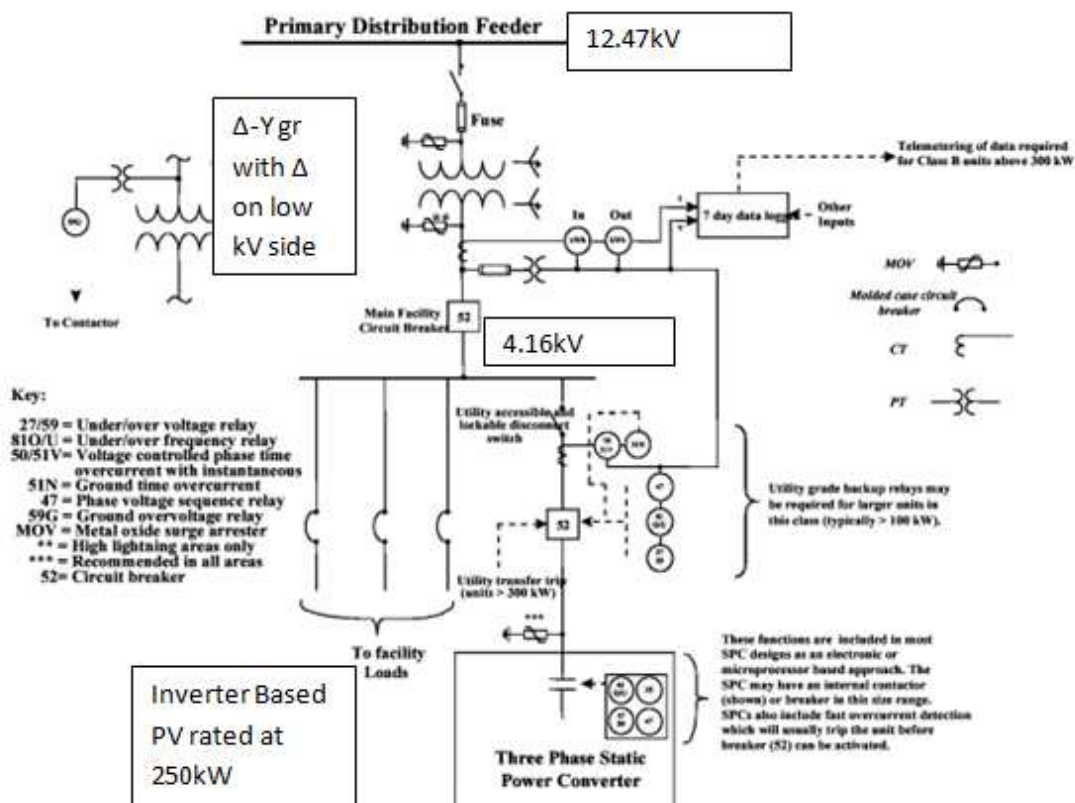 Primary Distribution Feeder
12.47kV
Δ-Y gr
with Δ
on low
kV side
Fuse
Telemetering of data required
for Class B units above 300 kW
In
Out
7 day data
Other
Inputs
To Contactor
Main Facility
Circuit Breaker
52
4.16kV
MOV
Molded case circuit
breaker
CT
PT
Key:
27/59 = Under/over voltage relay
81O/U = Under/over frequency relay
50/51V= Voltage controlled phase time
overcurrent with instantaneous
51N = Ground time overcurrent
47 = Phase voltage sequence relay
59G = Ground overvoltage relay
MOV = Metal oxide surge arrester
** = High lightning areas only
*** = Recommended in all areas
52= Circuit breaker
Utility accessible and
lockable disconnect
switch
47
52
Utility grade backup relays may
be required for larger units in
this class (typically > 100 kW).
Utility transfer trip
(units > 300 kW)
***
To facility
Loads
Inverter Based
PV rated at
250kW
Three Phase Static
Power Converter
These functions are included in most
SPC designs as an electronic or
microprocessor based approach. The
SPC may have an internal contactor
(shown) or breaker in this size range.
SPCs also include fast overcurrent detection
which will usually trip the unit before
breaker (52) can be activated.